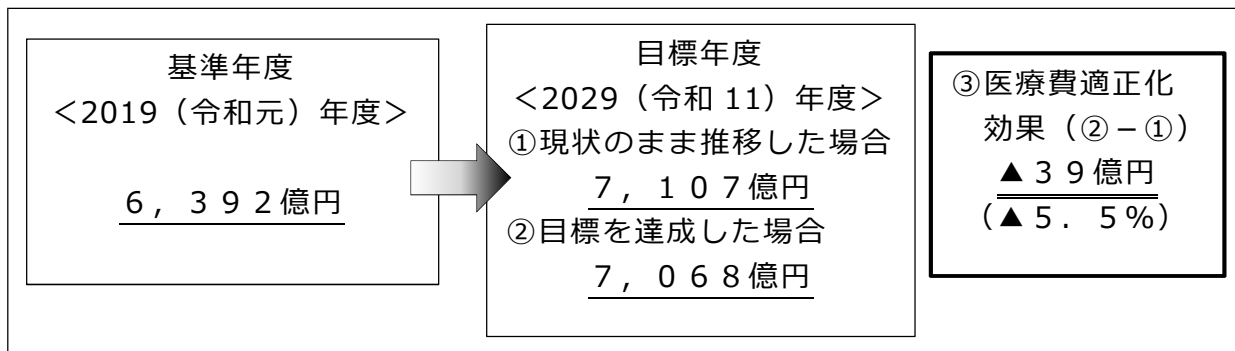 基準年度
＜2019（令和元）年度＞
６，３９２億円
目標年度
＜2029（令和 11）年度＞
①現状のまま推移した場合
７，１０７億円
②目標を達成した場合
７，０６８億円
③医療費適正化
効果（②－①）
▲３９億円
（▲５．５％）